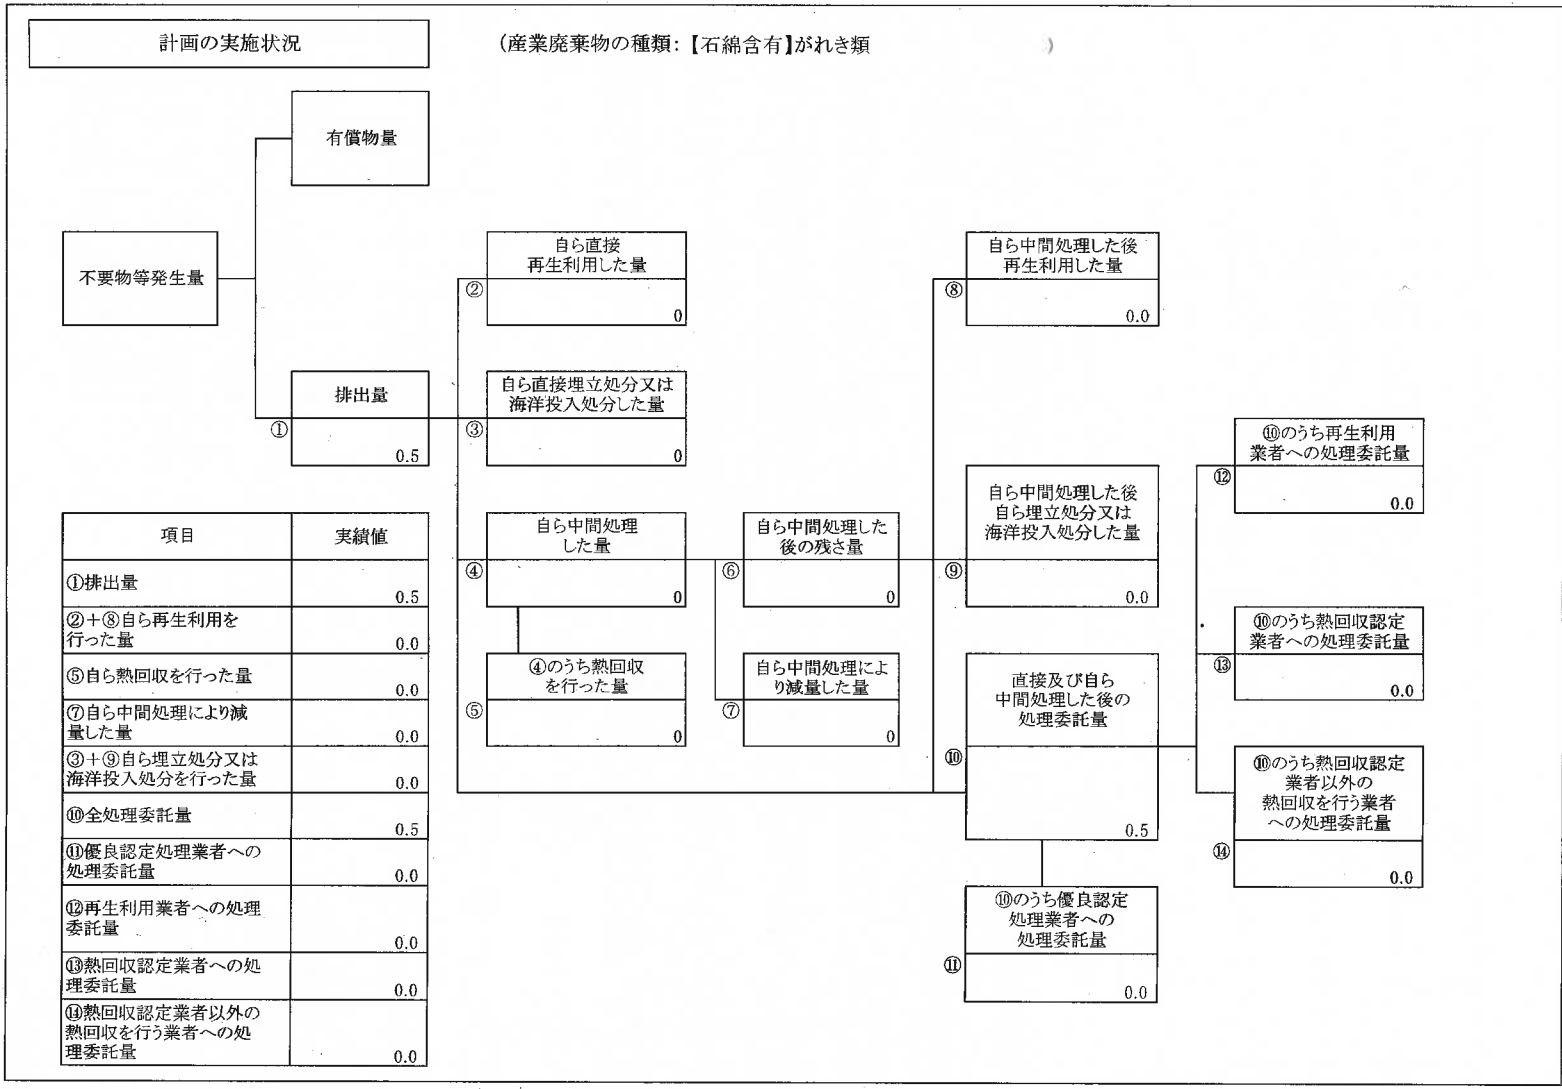 計画の実施状況
(産業廃棄物の種類:【石綿含有】がれき類 )
有償物量
不要物等発生量
排出量
①
0.5
自ら直接
再生利用した量
②
0
自ら直接埋立処分又は
海洋投入処分した量
③
0
自ら中間処理
した量
④
0
④のうち熱回収
を行った量
⑤
0
自ら中間処理した
後の残さ量
⑥
0
自ら中間処理によ
り減量した量
⑦
0
自ら中間処理した後
再生利用した量
⑧
0.0
自ら中間処理した後
自ら埋立処分又は
海洋投入処分した量
⑨
0.0
直接及び自ら
中間処理した後の
処理委託量
⑩
0.5
⑩のうち優良認定
処理業者への
処理委託量
⑪
0.0
⑩のうち再生利用
業者への処理委託量
⑫
0.0
⑩のうち熱回収認定
業者への処理委託量
⑬
0.0
⑩のうち熱回収認定
業者以外の
熱回収を行う業者
への処理委託量
⑭
0.0
項目 実績値
①排出量
0.5
②+⑧自ら再生利用を
行った量
0.0
⑤自ら熱回収を行った量
0.0
⑦自ら中間処理により減
量した量
0.0
③+⑨自ら埋立処分又は
海洋投入処分を行った量
0.0
⑩全処理委託量
0.5
⑪優良認定処理業者への
処理委託量
0.0
⑫再生利用業者への処理
委託量
0.0
⑬熱回収認定業者への処
理委託量
0.0
⑭熱回収認定業者以外の
熱回収を行う業者への処
理委託量
0.0